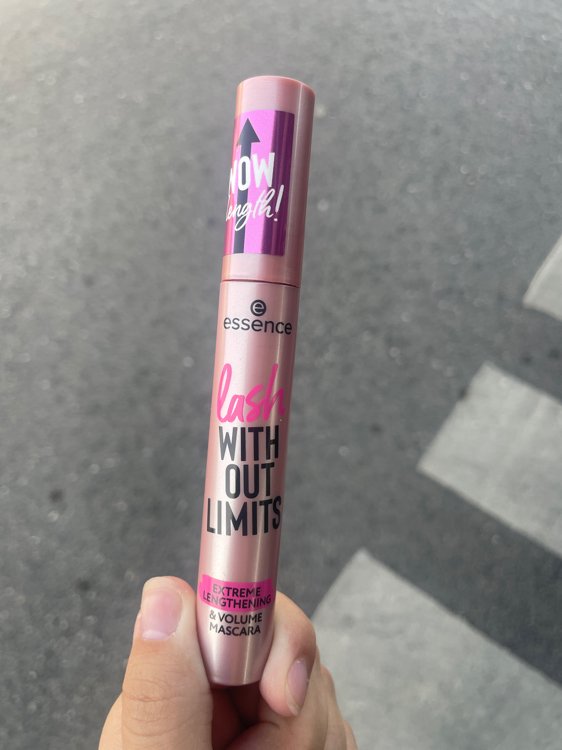 WOW
length!
essence
lash
WITH
OUT
LIMITS
EXTREME
LENGTHENING
& VOLUME
MASCARA